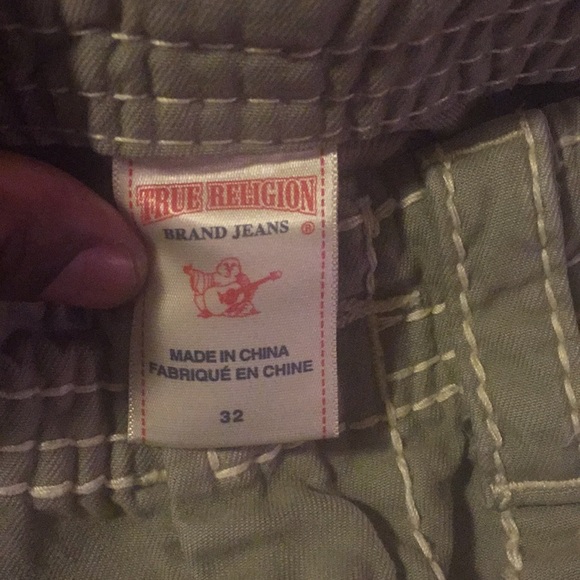 TRUE RELIGION
BRAND JEANS ®
MADE IN CHINA
FABRIQUÉ EN CHINE
32